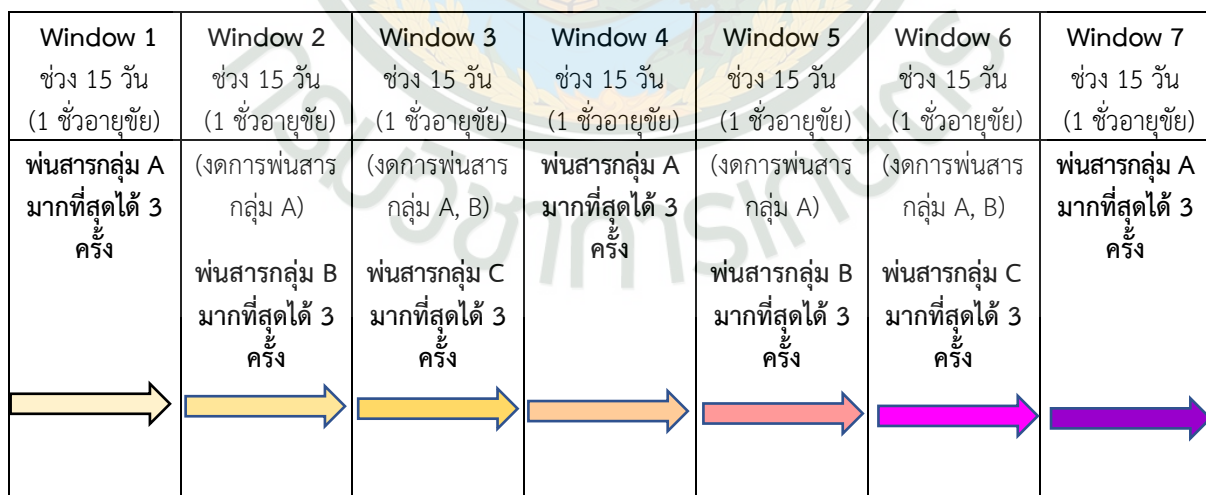 Window 1
ช่วง 15 วัน
(1 ชั่วอายุขัย)
Window 2
ช่วง 15 วัน
(1 ชั่วอายุขัย)
Window 3
ช่วง 15 วัน
(1 ชั่วอายุขัย)
Window 4
ช่วง 15 วัน
(1 ชั่วอายุขัย)
Window 5
ช่วง 15 วัน
(1 ชั่วอายุขัย)
Window 6
ช่วง 15 วัน
(1 ชั่วอายุขัย)
Window 7
ช่วง 15 วัน
(1 ชั่วอายุขัย)
พ่นสารกลุ่ม A
มากที่สุดได้ 3
ครั้ง
(งดการพ่นสาร
กลุ่ม A)
พ่นสารกลุ่ม B
มากที่สุดได้ 3
ครั้ง
(งดการพ่นสาร
กลุ่ม A, B)
พ่นสารกลุ่ม C
มากที่สุดได้ 3
ครั้ง
พ่นสารกลุ่ม A
มากที่สุดได้ 3
ครั้ง
(งดการพ่นสาร
กลุ่ม A)
พ่นสารกลุ่ม B
มากที่สุดได้ 3
ครั้ง
(งดการพ่นสาร
กลุ่ม A, B)
พ่นสารกลุ่ม C
มากที่สุดได้ 3
ครั้ง
พ่นสารกลุ่ม A
มากที่สุดได้ 3
ครั้ง
กรมวิชาการเกษตร